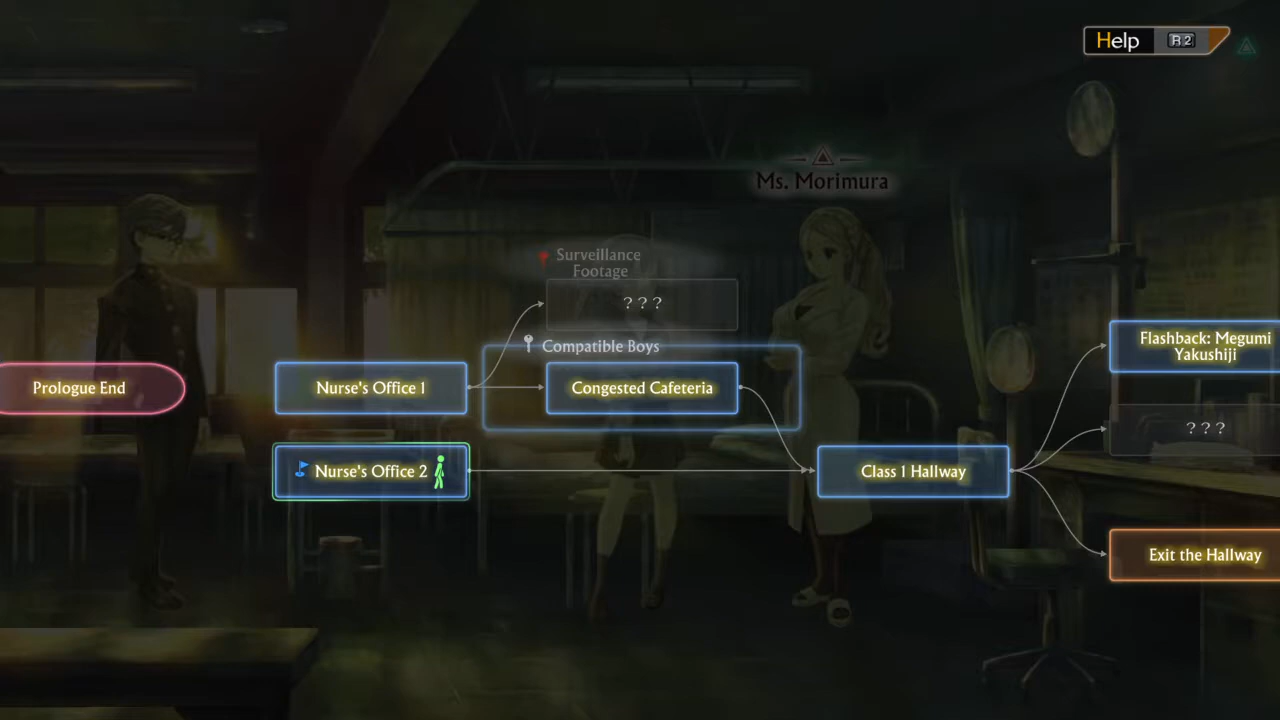 Help R2
Ms. Morimura
Surveillance
Footage
? ? ?
Compatible Boys
Prologue End
Nurse's Office 1
Congested Cafeteria
Flashback: Megumi
Yakushiji
? ? ?
Nurse's Office 2
Class 1 Hallway
Exit the Hallway